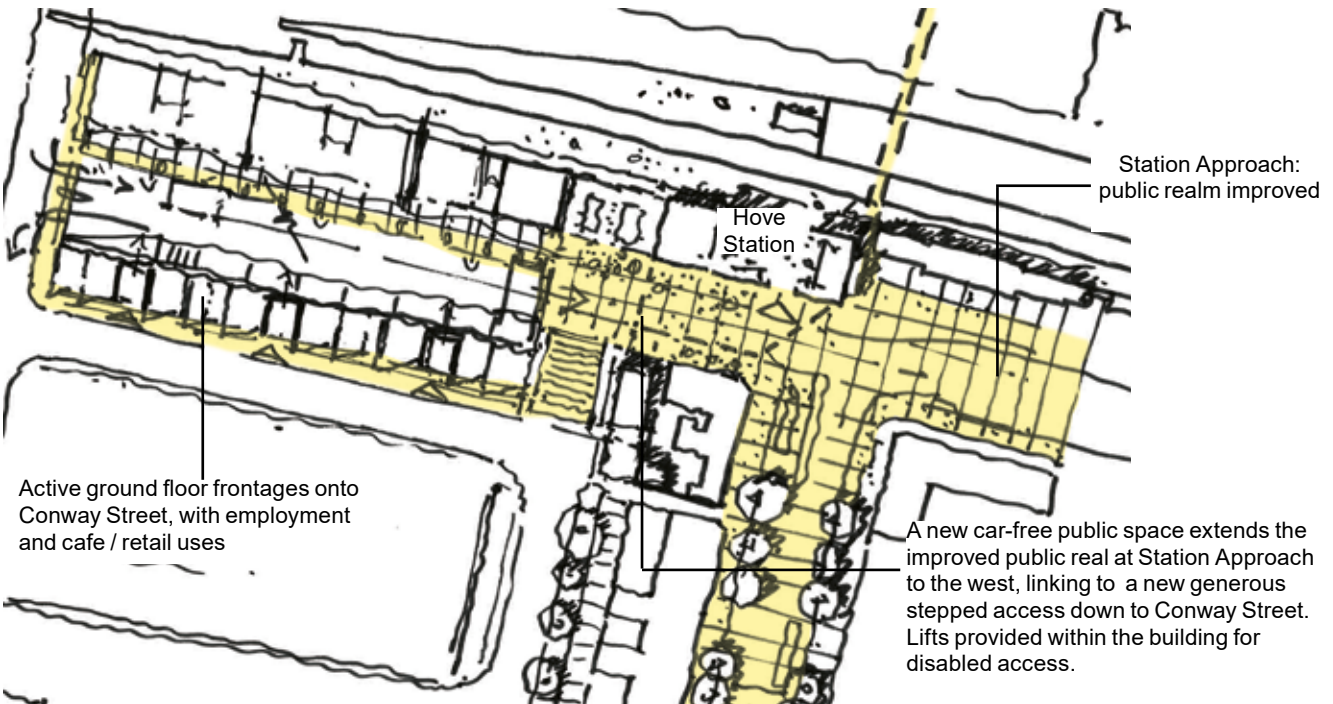 Station Approach:
public realm improved
Hove
Station
Active ground floor frontages onto
Conway Street, with employment
and cafe / retail uses
A new car-free public space extends the
improved public real at Station Approach
to the west, linking to a new generous
stepped access down to Conway Street.
Lifts provided within the building for
disabled access.